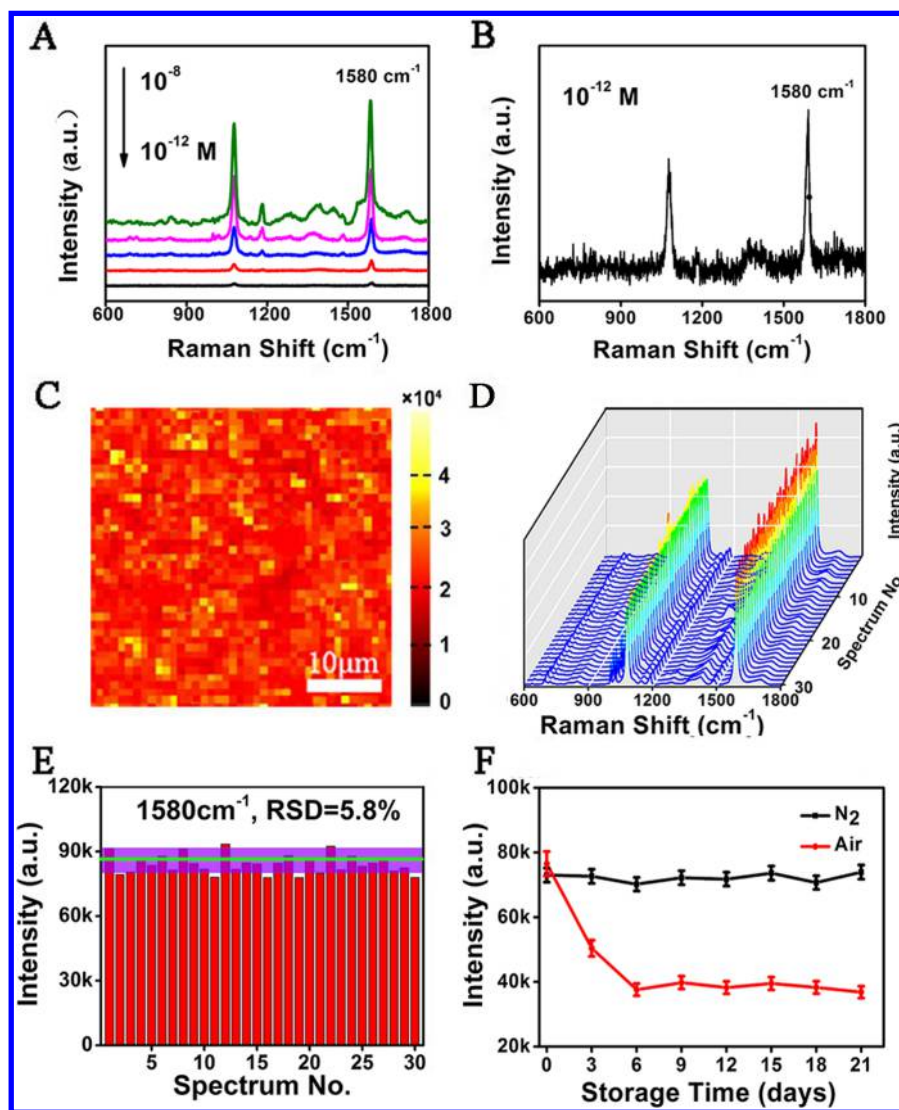 A
10⁻⁸
10⁻¹² M
1580 cm⁻¹
Intensity (a.u.)
600 900 1200 1500 1800
Raman Shift (cm⁻¹)
B
10⁻¹² M
1580 cm⁻¹
Intensity (a.u.)
600 900 1200 1500 1800
Raman Shift (cm⁻¹)
C
×10⁴
4
3
2
1
0
10μm
D
Intensity (a.u.)
10
20
30
Spectrum No.
600 900 1200 1500 1800
Raman Shift (cm⁻¹)
E
1580cm⁻¹, RSD=5.8%
120k
90k
60k
30k
0
Intensity (a.u.)
5 10 15 20 25 30
Spectrum No.
F
N₂
Air
100k
80k
60k
40k
20k
Intensity (a.u.)
0 3 6 9 12 15 18 21
Storage Time (days)